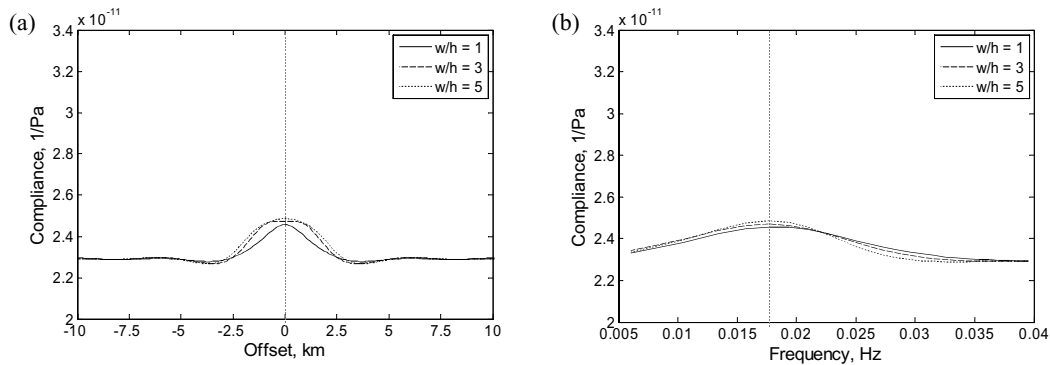 (a)
x 10-11
3.4
3.2
3
2.8
2.6
2.4
2.2
2
Compliance, 1/Pa
w/h = 1
w/h = 3
w/h = 5
-10 -7.5 -5 -2.5 0 2.5 5 7.5 10
Offset, km
(b)
x 10-11
3.4
3.2
3
2.8
2.6
2.4
2.2
2
Compliance, 1/Pa
w/h = 1
w/h = 3
w/h = 5
0.005 0.01 0.015 0.02 0.025 0.03 0.035 0.04
Frequency, Hz